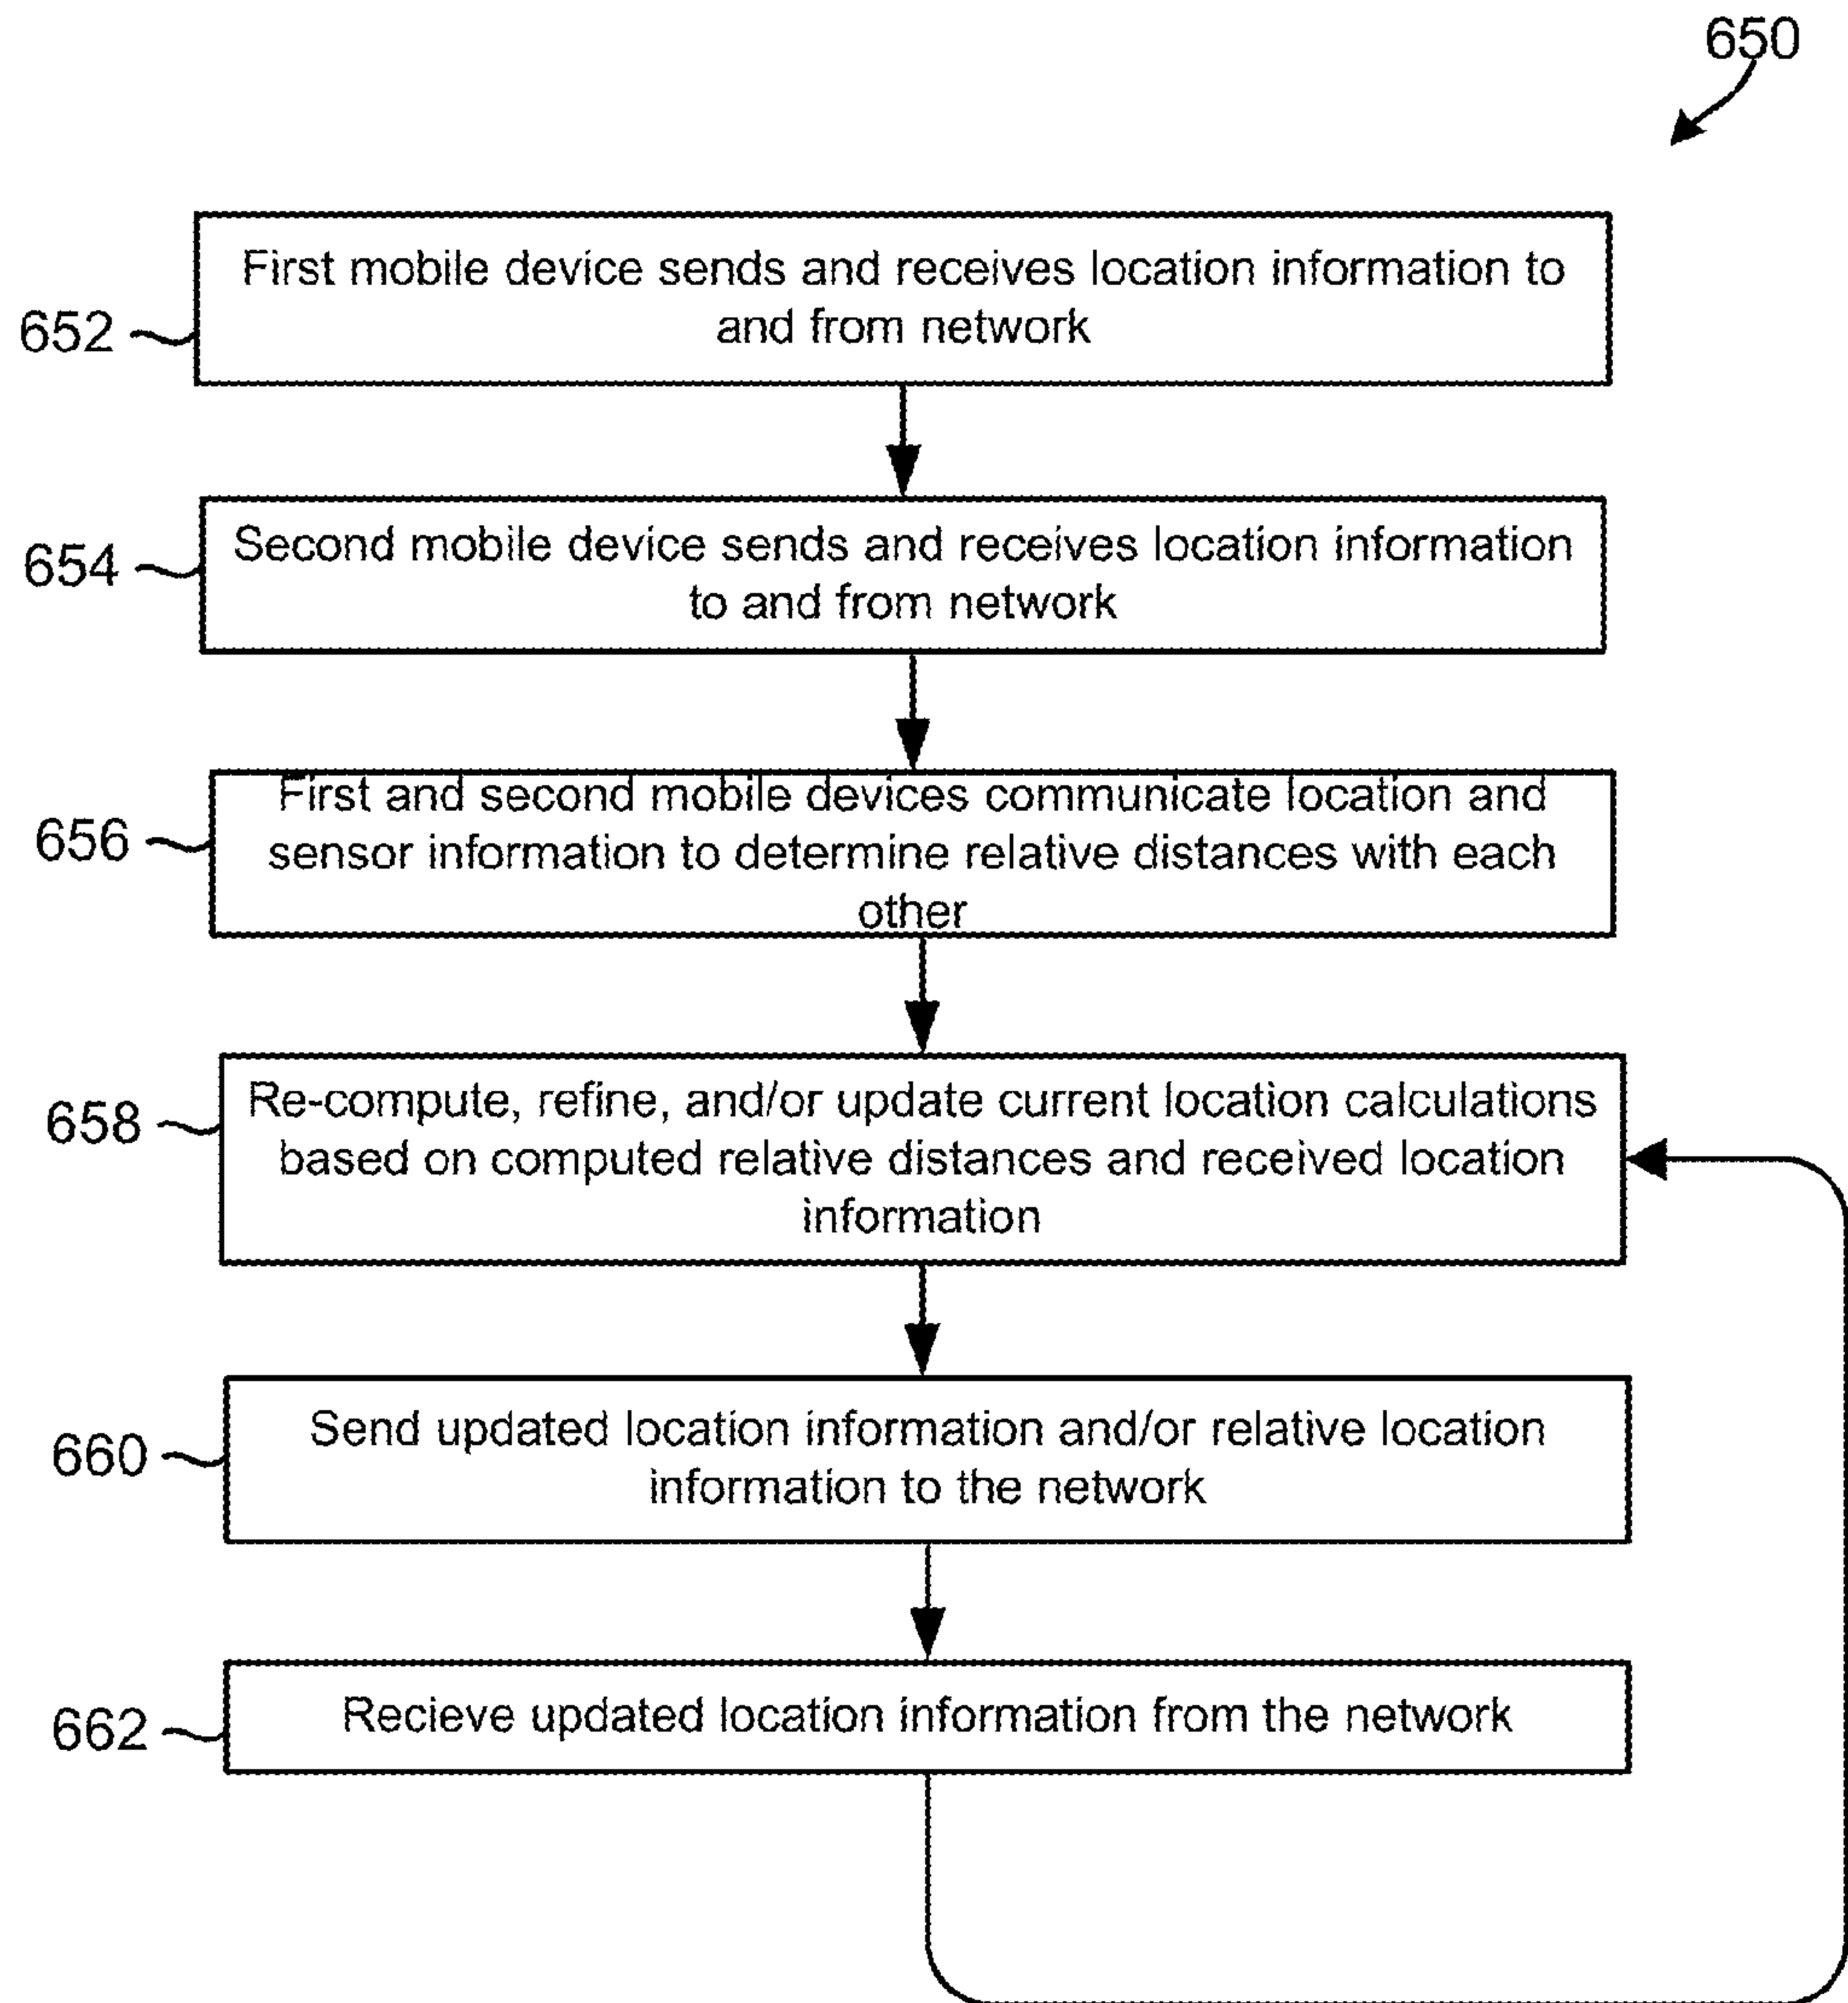 650
First mobile device sends and receives location information to
and from network
652
Second mobile device sends and receives location information
to and from network
654
First and second mobile devices communicate location and
sensor information to determine relative distances with each
other
656
Re-compute, refine, and/or update current location calculations
based on computed relative distances and received location
information
658
Send updated location information and/or relative location
information to the network
660
Recieve updated location information from the network
662